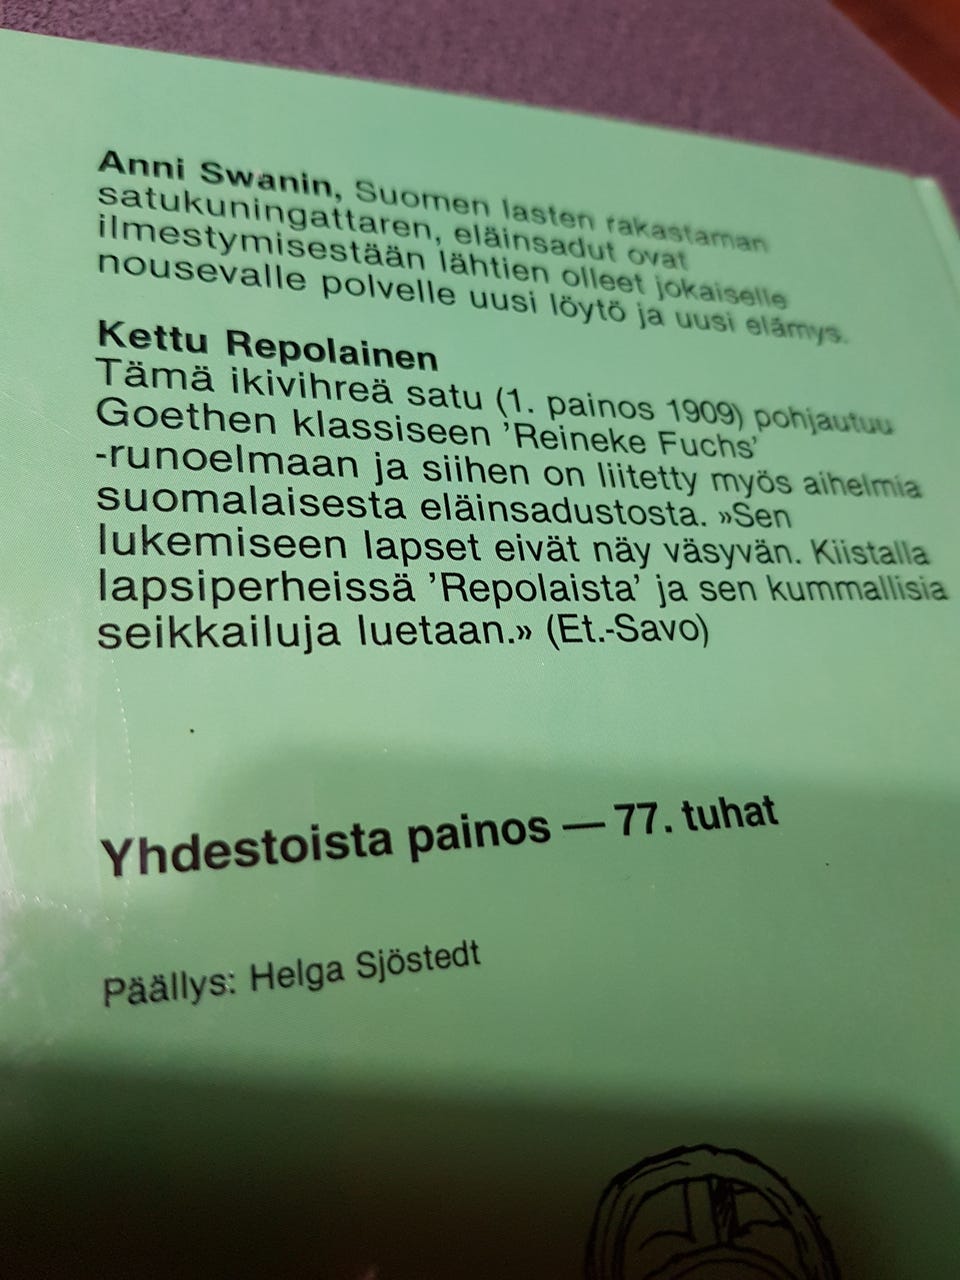 Anni Swanin, Suomen lasten rakastaman
satukuningattaren, eläinsadut ovat
ilmestymisestään lähtien olleet jokaiselle
nousevalle polvelle uusi löytö ja uusi elämys.
Kettu Repolainen
Tämä ikivihreä satu (1. painos 1909) pohjautuu
Goethen klassiseen ’Reineke Fuchs’
-runoelmaan ja siihen on liitetty myös aihelmia
suomalaisesta eläinsadustosta. »Sen
lukemiseen lapset eivät näy väsyvän. Kiistalla
lapsiperheissä ’Repolaista’ ja sen kummallisia
seikkailuja luetaan.» (Et.-Savo)
Yhdestoista painos — 77. tuhat
Päällys: Helga Sjöstedt